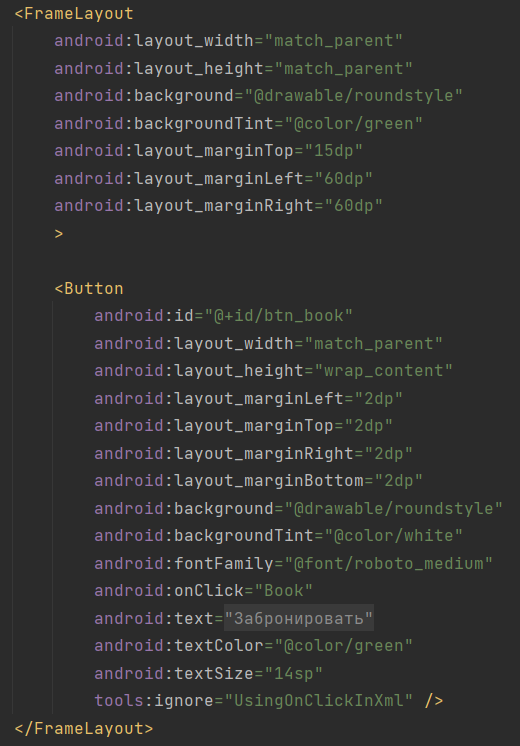 <FrameLayout
android:layout_width="match_parent"
android:layout_height="match_parent"
android:background="@drawable/roundstyle"
android:backgroundTint="@color/green"
android:layout_marginTop="15dp"
android:layout_marginLeft="60dp"
android:layout_marginRight="60dp"
>
<Button
android:id="@+id/btn_book"
android:layout_width="match_parent"
android:layout_height="wrap_content"
android:layout_marginLeft="2dp"
android:layout_marginTop="2dp"
android:layout_marginRight="2dp"
android:layout_marginBottom="2dp"
android:background="@drawable/roundstyle"
android:backgroundTint="@color/white"
android:fontFamily="@font/roboto_medium"
android:onClick="Book"
android:text="Забронировать"
android:textColor="@color/green"
android:textSize="14sp"
tools:ignore="UsingOnClickInXml" />
</FrameLayout>